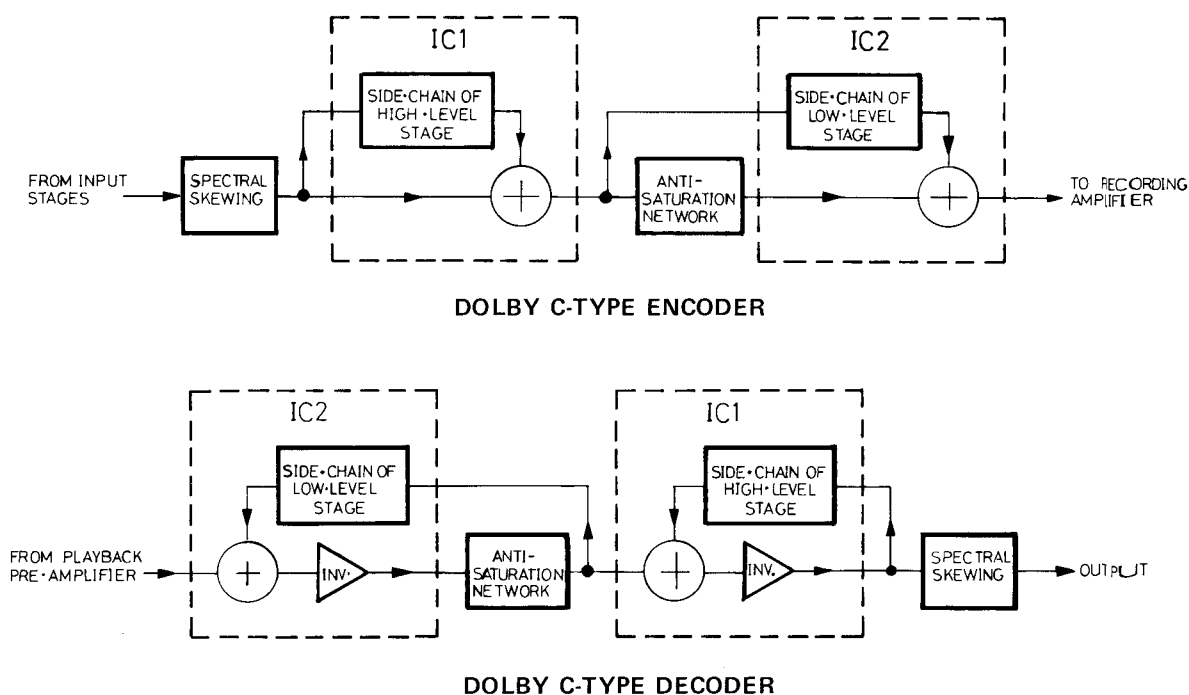 IC1
IC2
SIDE·CHAIN OF
HIGH·LEVEL
STAGE
SIDE·CHAIN OF
LOW·LEVEL
STAGE
FROM INPUT
STAGES
SPECTRAL
SKEWING
+
ANTI-
SATURATION
NETWORK
+
TO RECORDING
AMPLIFIER
DOLBY C-TYPE ENCODER
IC2
IC1
SIDE·CHAIN OF
LOW·LEVEL
STAGE
SIDE·CHAIN OF
HIGH·LEVEL
STAGE
FROM PLAYBACK
PRE·AMPLIFIER
+
INV.
ANTI-
SATURATION
NETWORK
+
INV.
SPECTRAL
SKEWING
OUTPUT
DOLBY C-TYPE DECODER